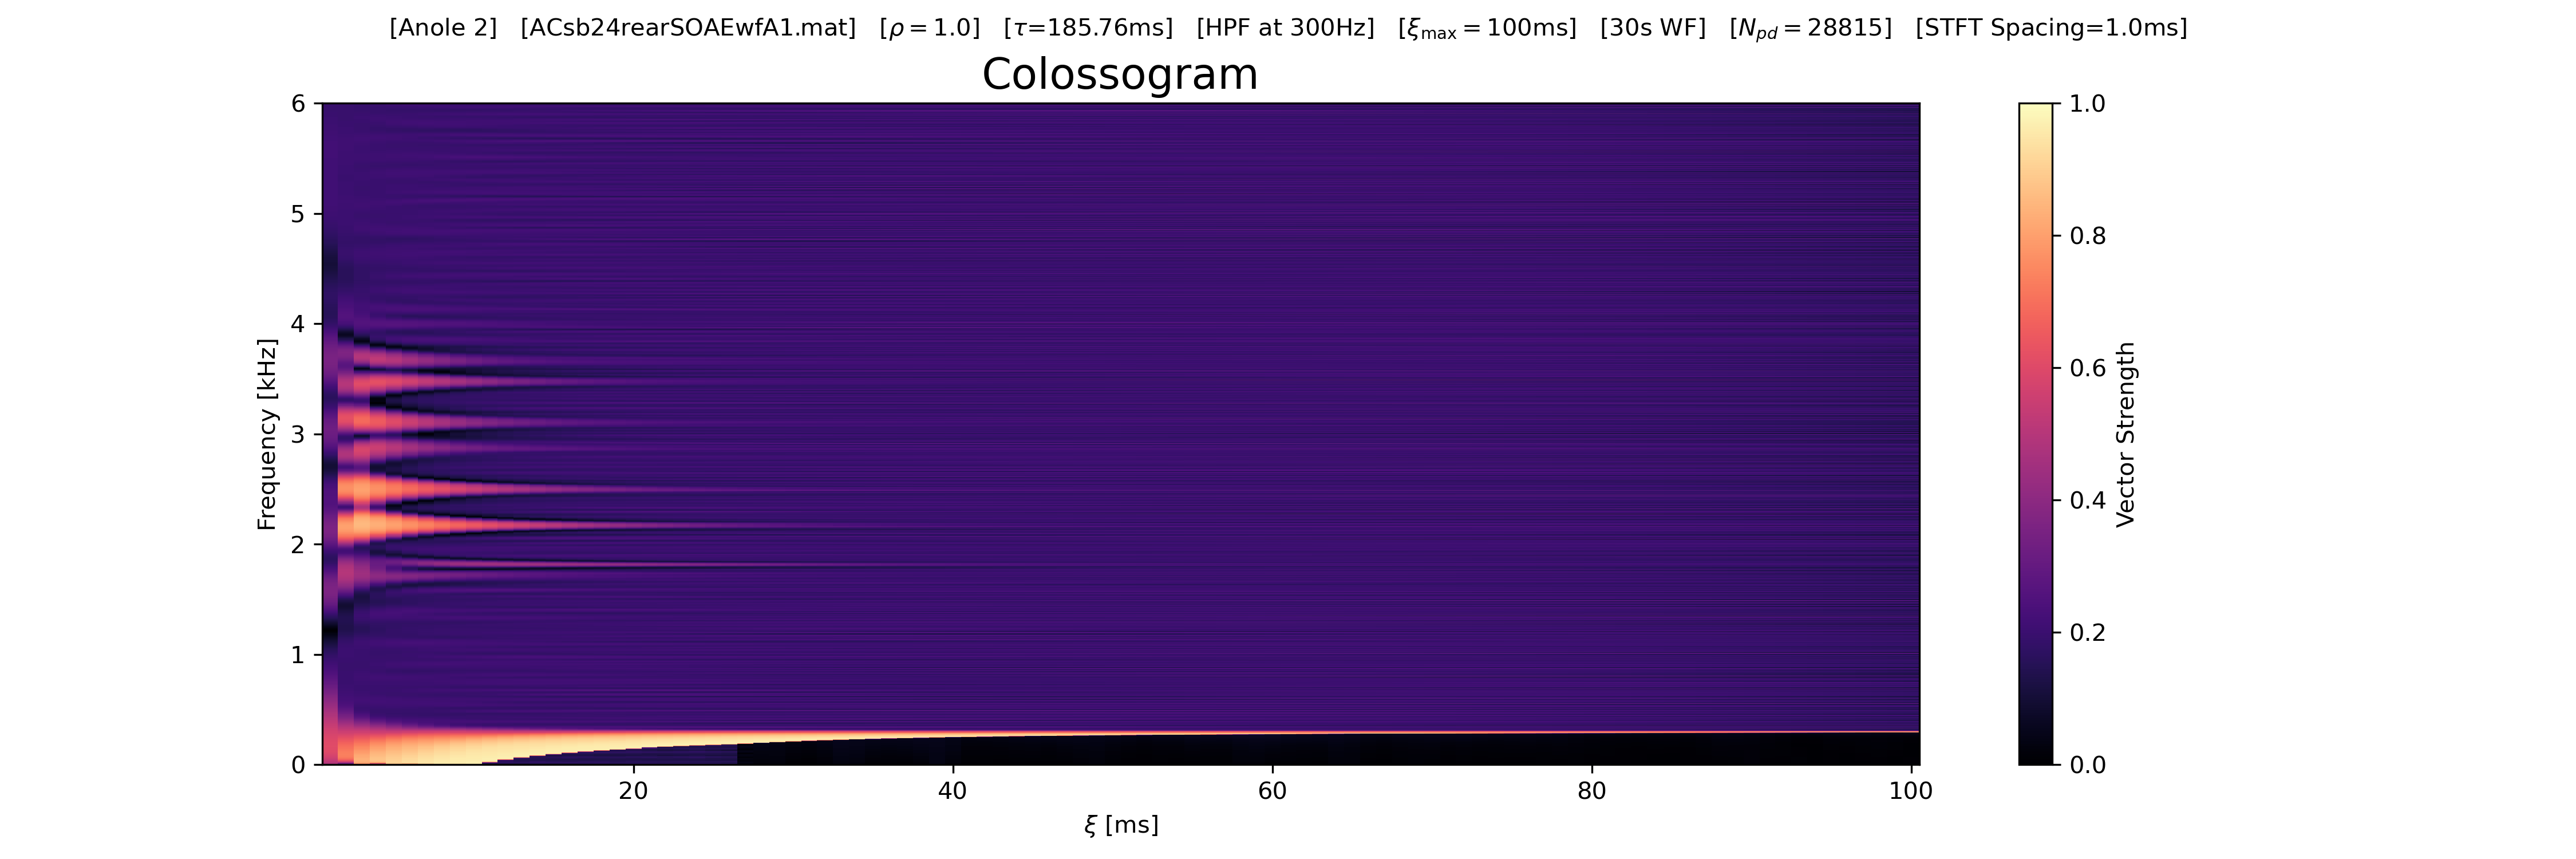 [Anole 2] [ACsb24rearSOAEwfA1.mat] [ρ = 1.0] [τ=185.76ms] [HPF at 300Hz] [ξmax = 100ms] [30s WF] [Npd = 28815] [STFT Spacing=1.0ms]
Colossogram
Frequency [kHz]
6
5
4
3
2
1
0
20 40 60 80 100
ξ [ms]
1.0
0.8
0.6
0.4
0.2
0.0
Vector Strength